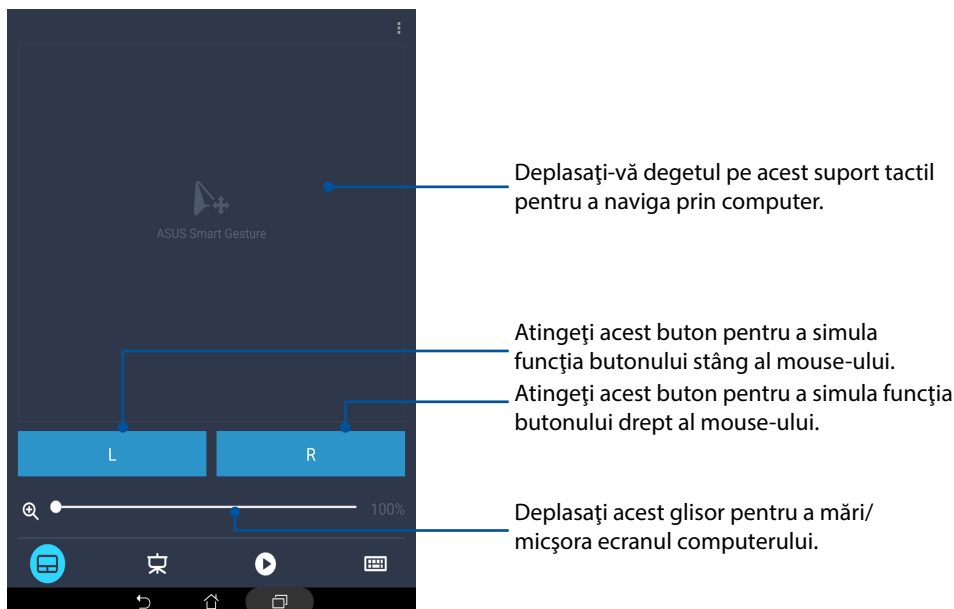 Deplasaţi-vă degetul pe acest suport tactil
pentru a naviga prin computer.
ASUS Smart Gesture
Atingeţi acest buton pentru a simula
funcţia butonului stâng al mouse-ului.
Atingeţi acest buton pentru a simula funcţia
butonului drept al mouse-ului.
L
R
100%
Deplasaţi acest glisor pentru a mări/
micşora ecranul computerului.